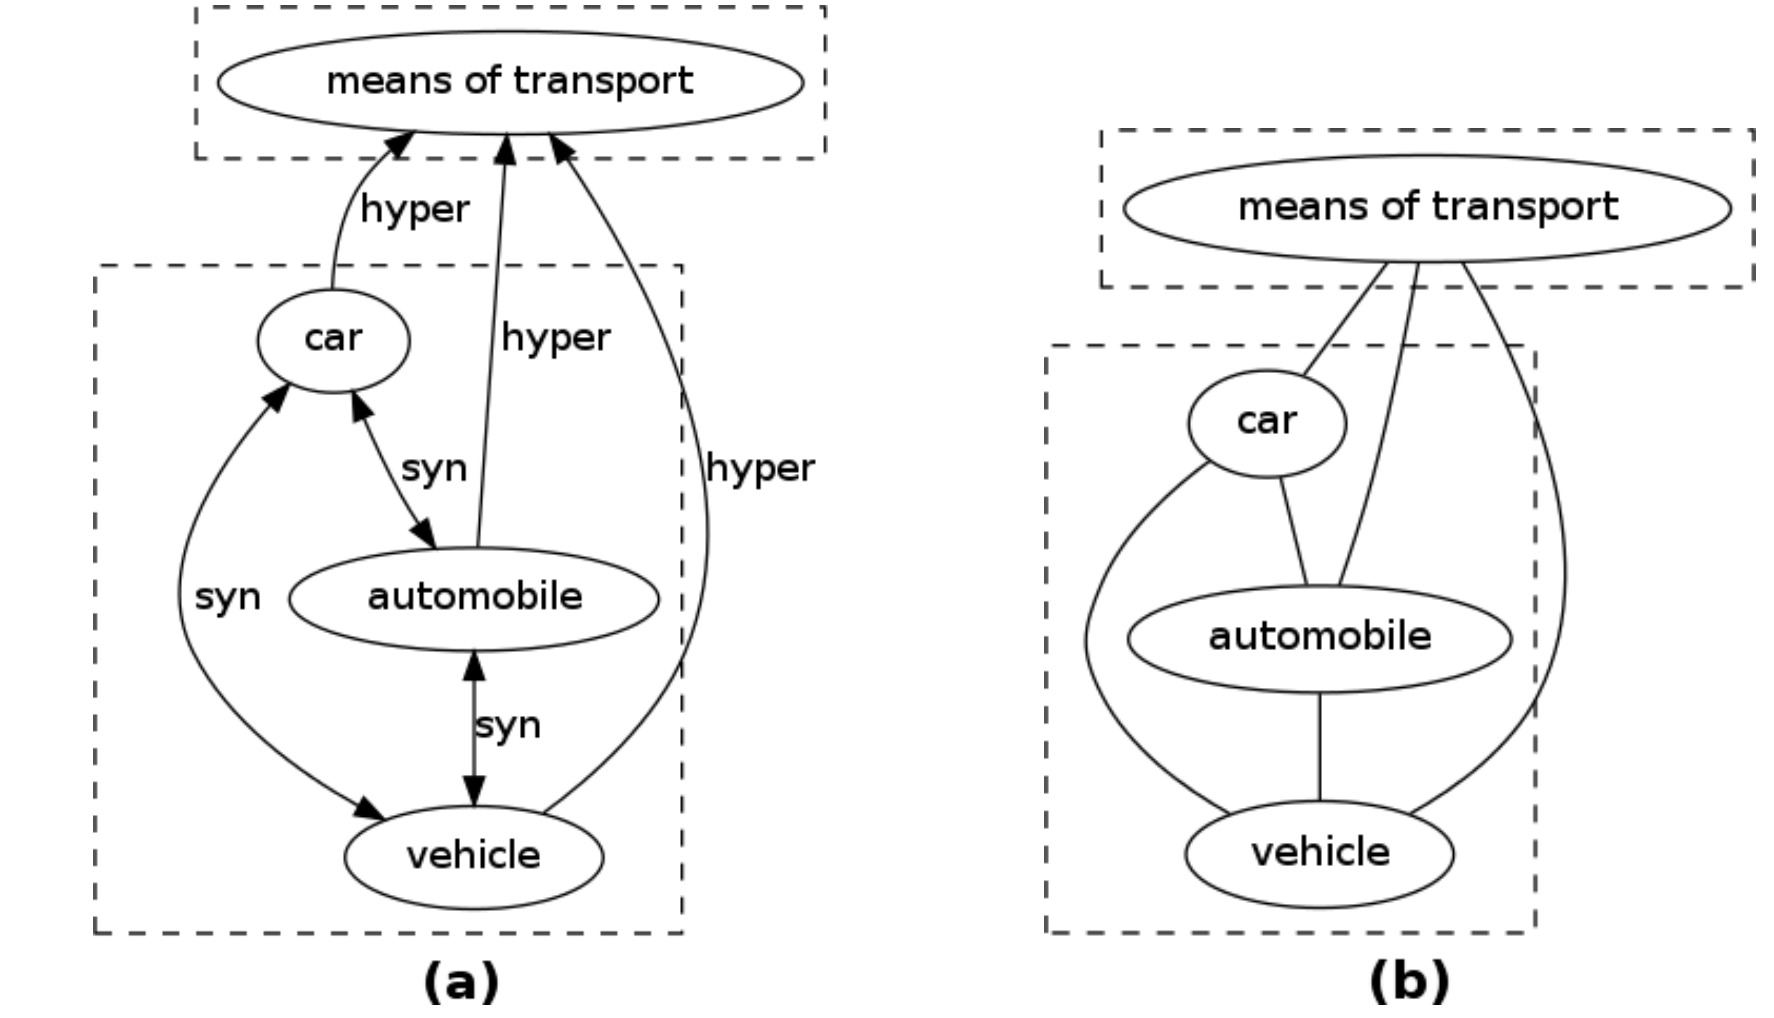 means of transport
hyper
car
hyper
syn
hyper
syn
automobile
syn
vehicle
(a)
means of transport
car
automobile
vehicle
(b)